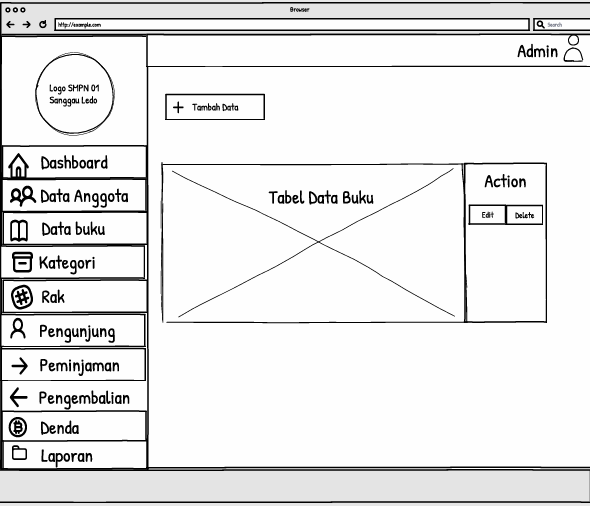 Browser
http://example.com
Search
Admin
Logo SMPN 01
Sanggau Ledo
Tambah Data
Dashboard
Data Anggota
Data buku
Kategori
Rak
Pengunjung
Peminjaman
Pengembalian
Denda
Laporan
Tabel Data Buku
Action
Edit
Delete